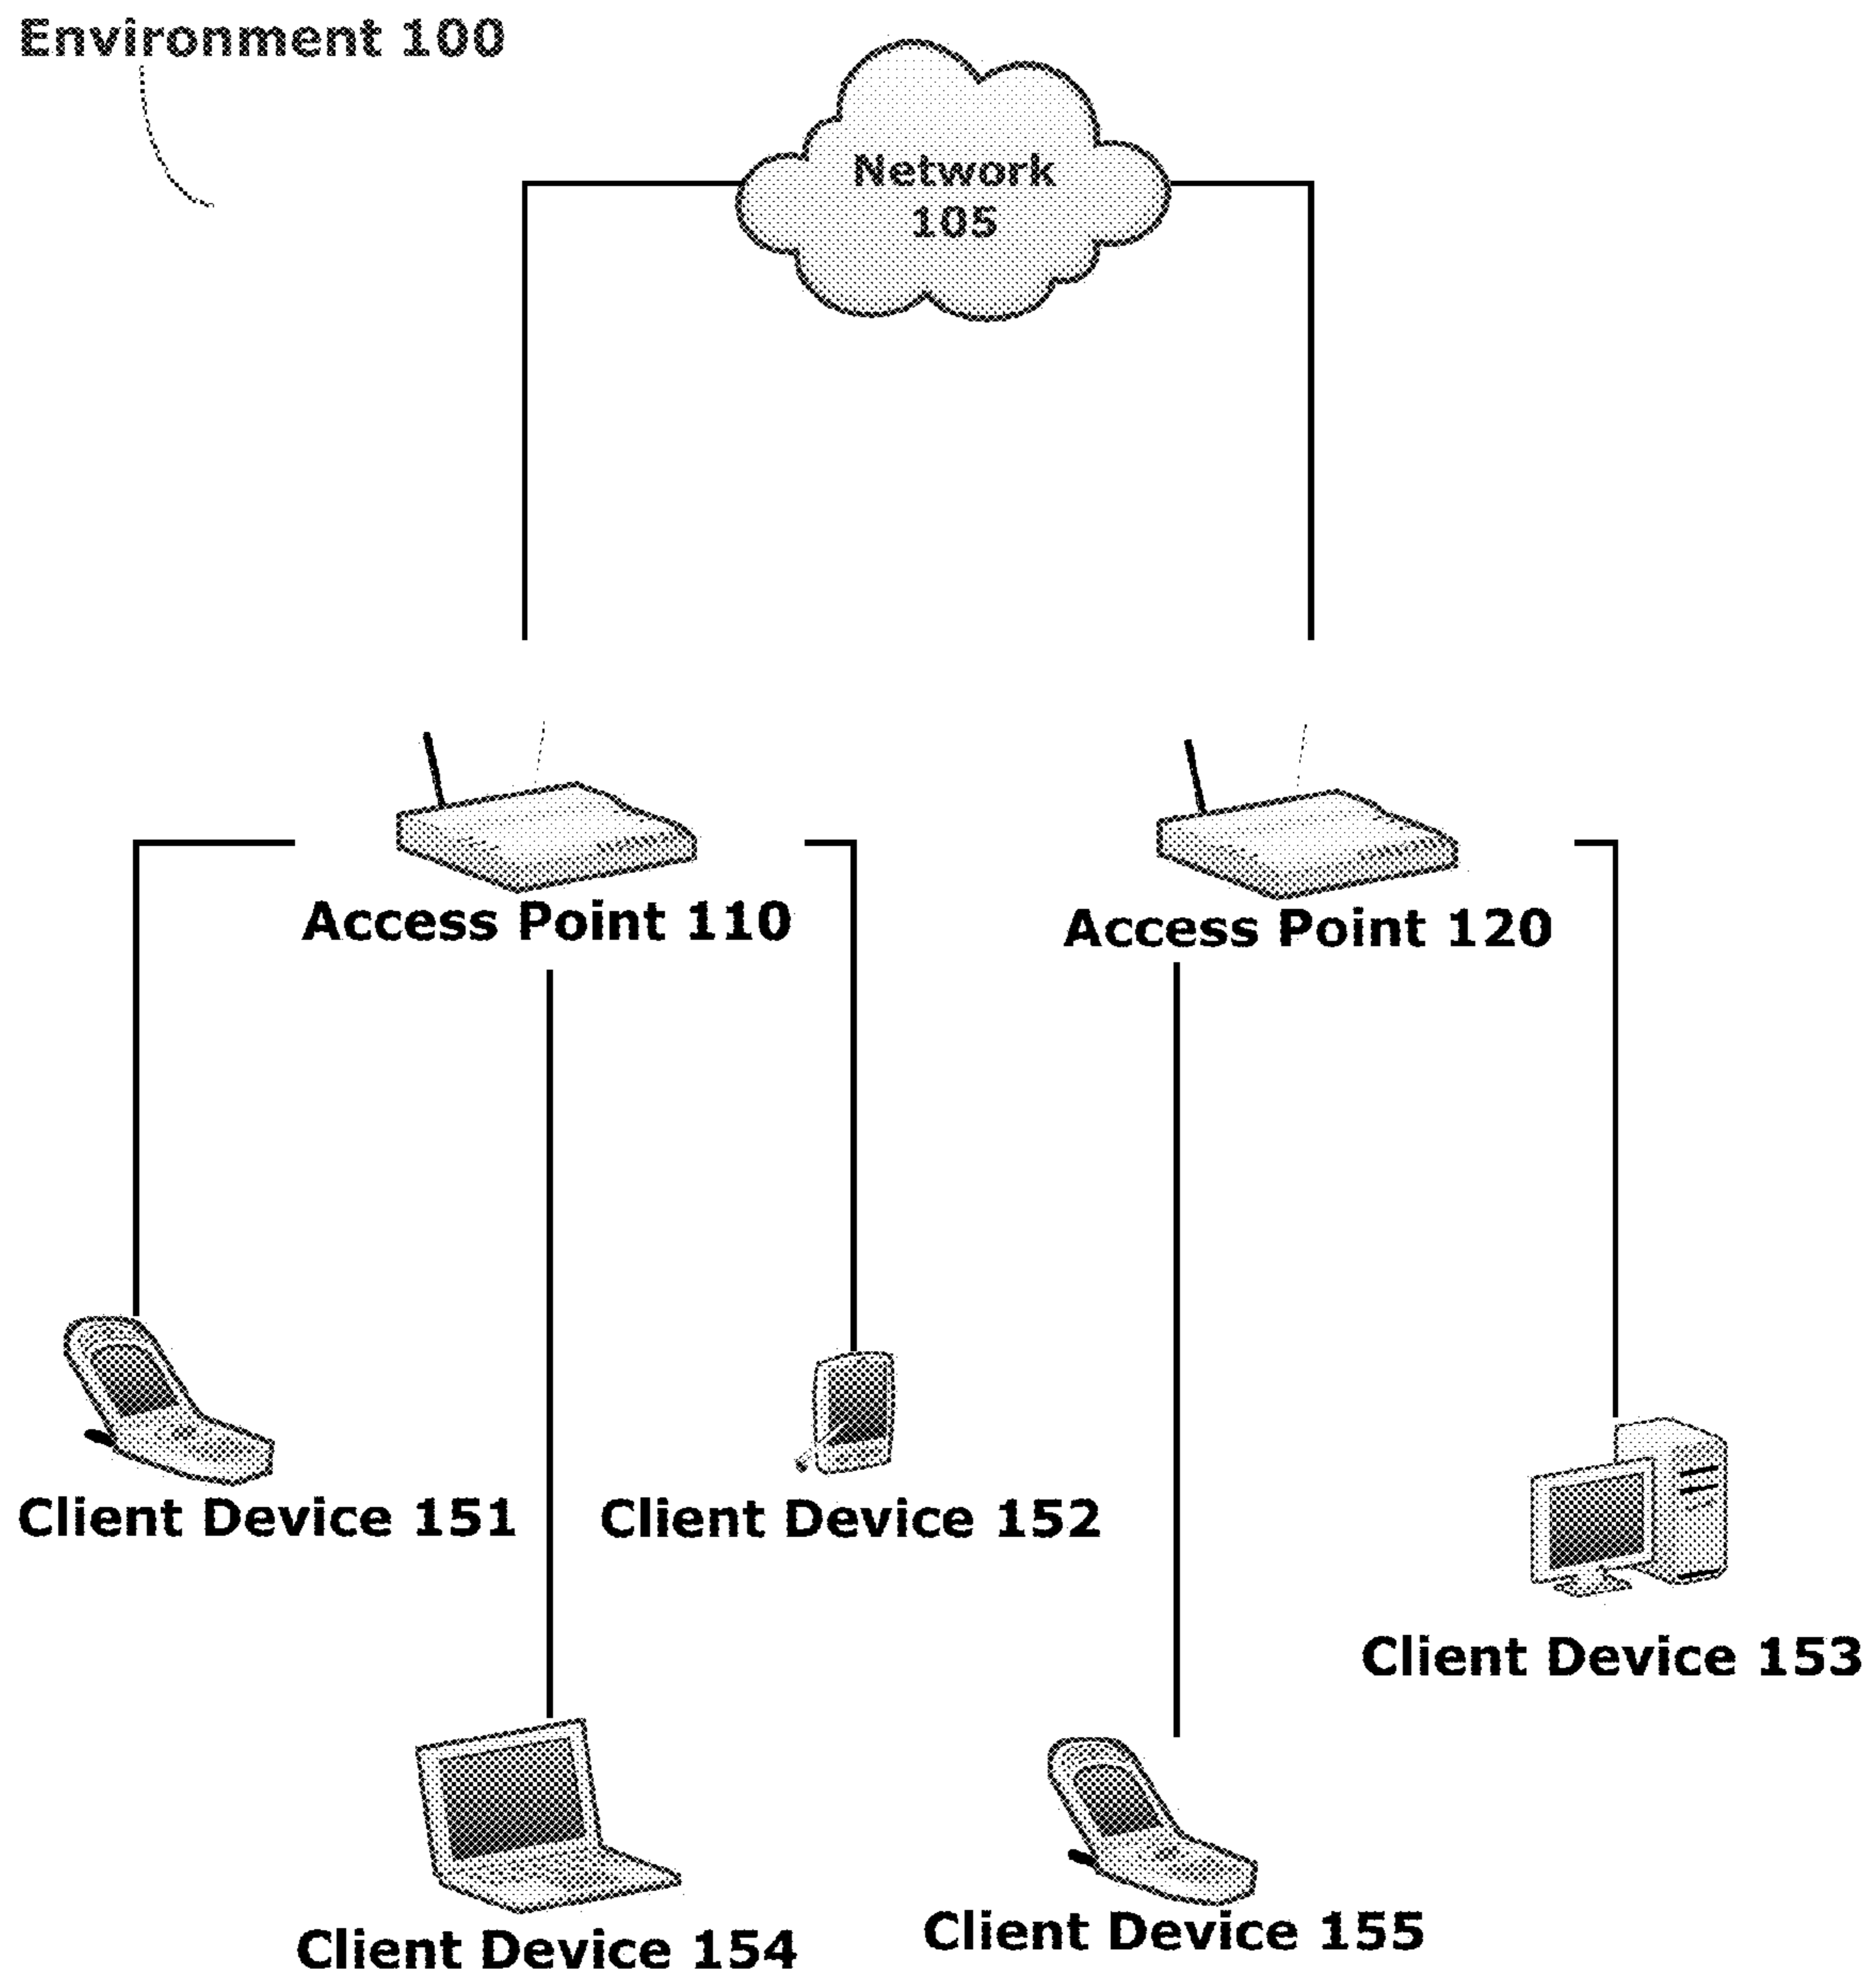 Environment 100
Network
105
Access Point 110
Access Point 120
Client Device 151
Client Device 152
Client Device 153
Client Device 154
Client Device 155